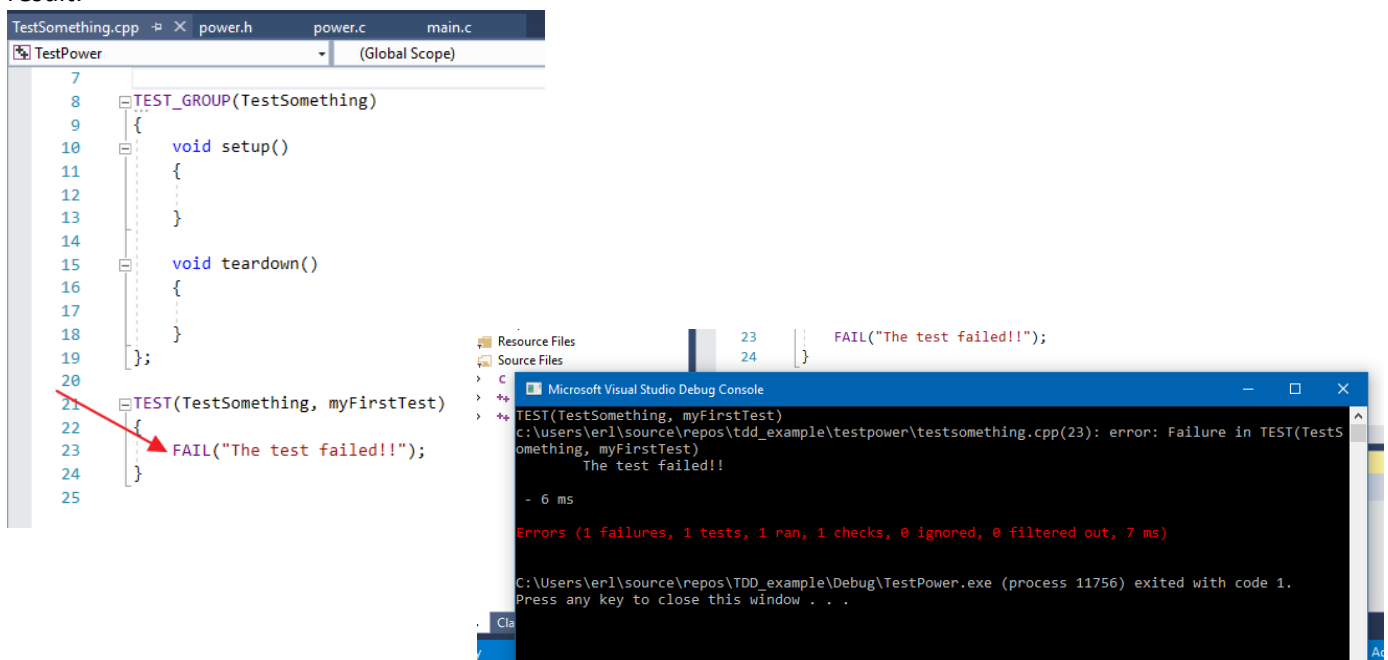 result.
TestSomething.cpp power.h power.c main.c
TestPower (Global Scope)
7
8 TEST_GROUP(TestSomething)
9 {
10 void setup()
11 {
12
13 }
14
15 void teardown()
16 {
17
18 }
19 };
20
21 TEST(TestSomething, myFirstTest)
22 {
23 FAIL("The test failed!!");
24 }
25
Resource Files
Source Files
23 FAIL("The test failed!!");
24 }
C
++
++
Microsoft Visual Studio Debug Console
TEST(TestSomething, myFirstTest)
c:\users\erl\source\repos\tdd_example\testpower\testsomething.cpp(23): error: Failure in TEST(TestS
omething, myFirstTest)
The test failed!!
- 6 ms
Errors (1 failures, 1 tests, 1 ran, 1 checks, 0 ignored, 0 filtered out, 7 ms)
C:\Users\erl\source\repos\TDD_example\Debug\TestPower.exe (process 11756) exited with code 1.
Press any key to close this window . . .
Cla
y
Ad